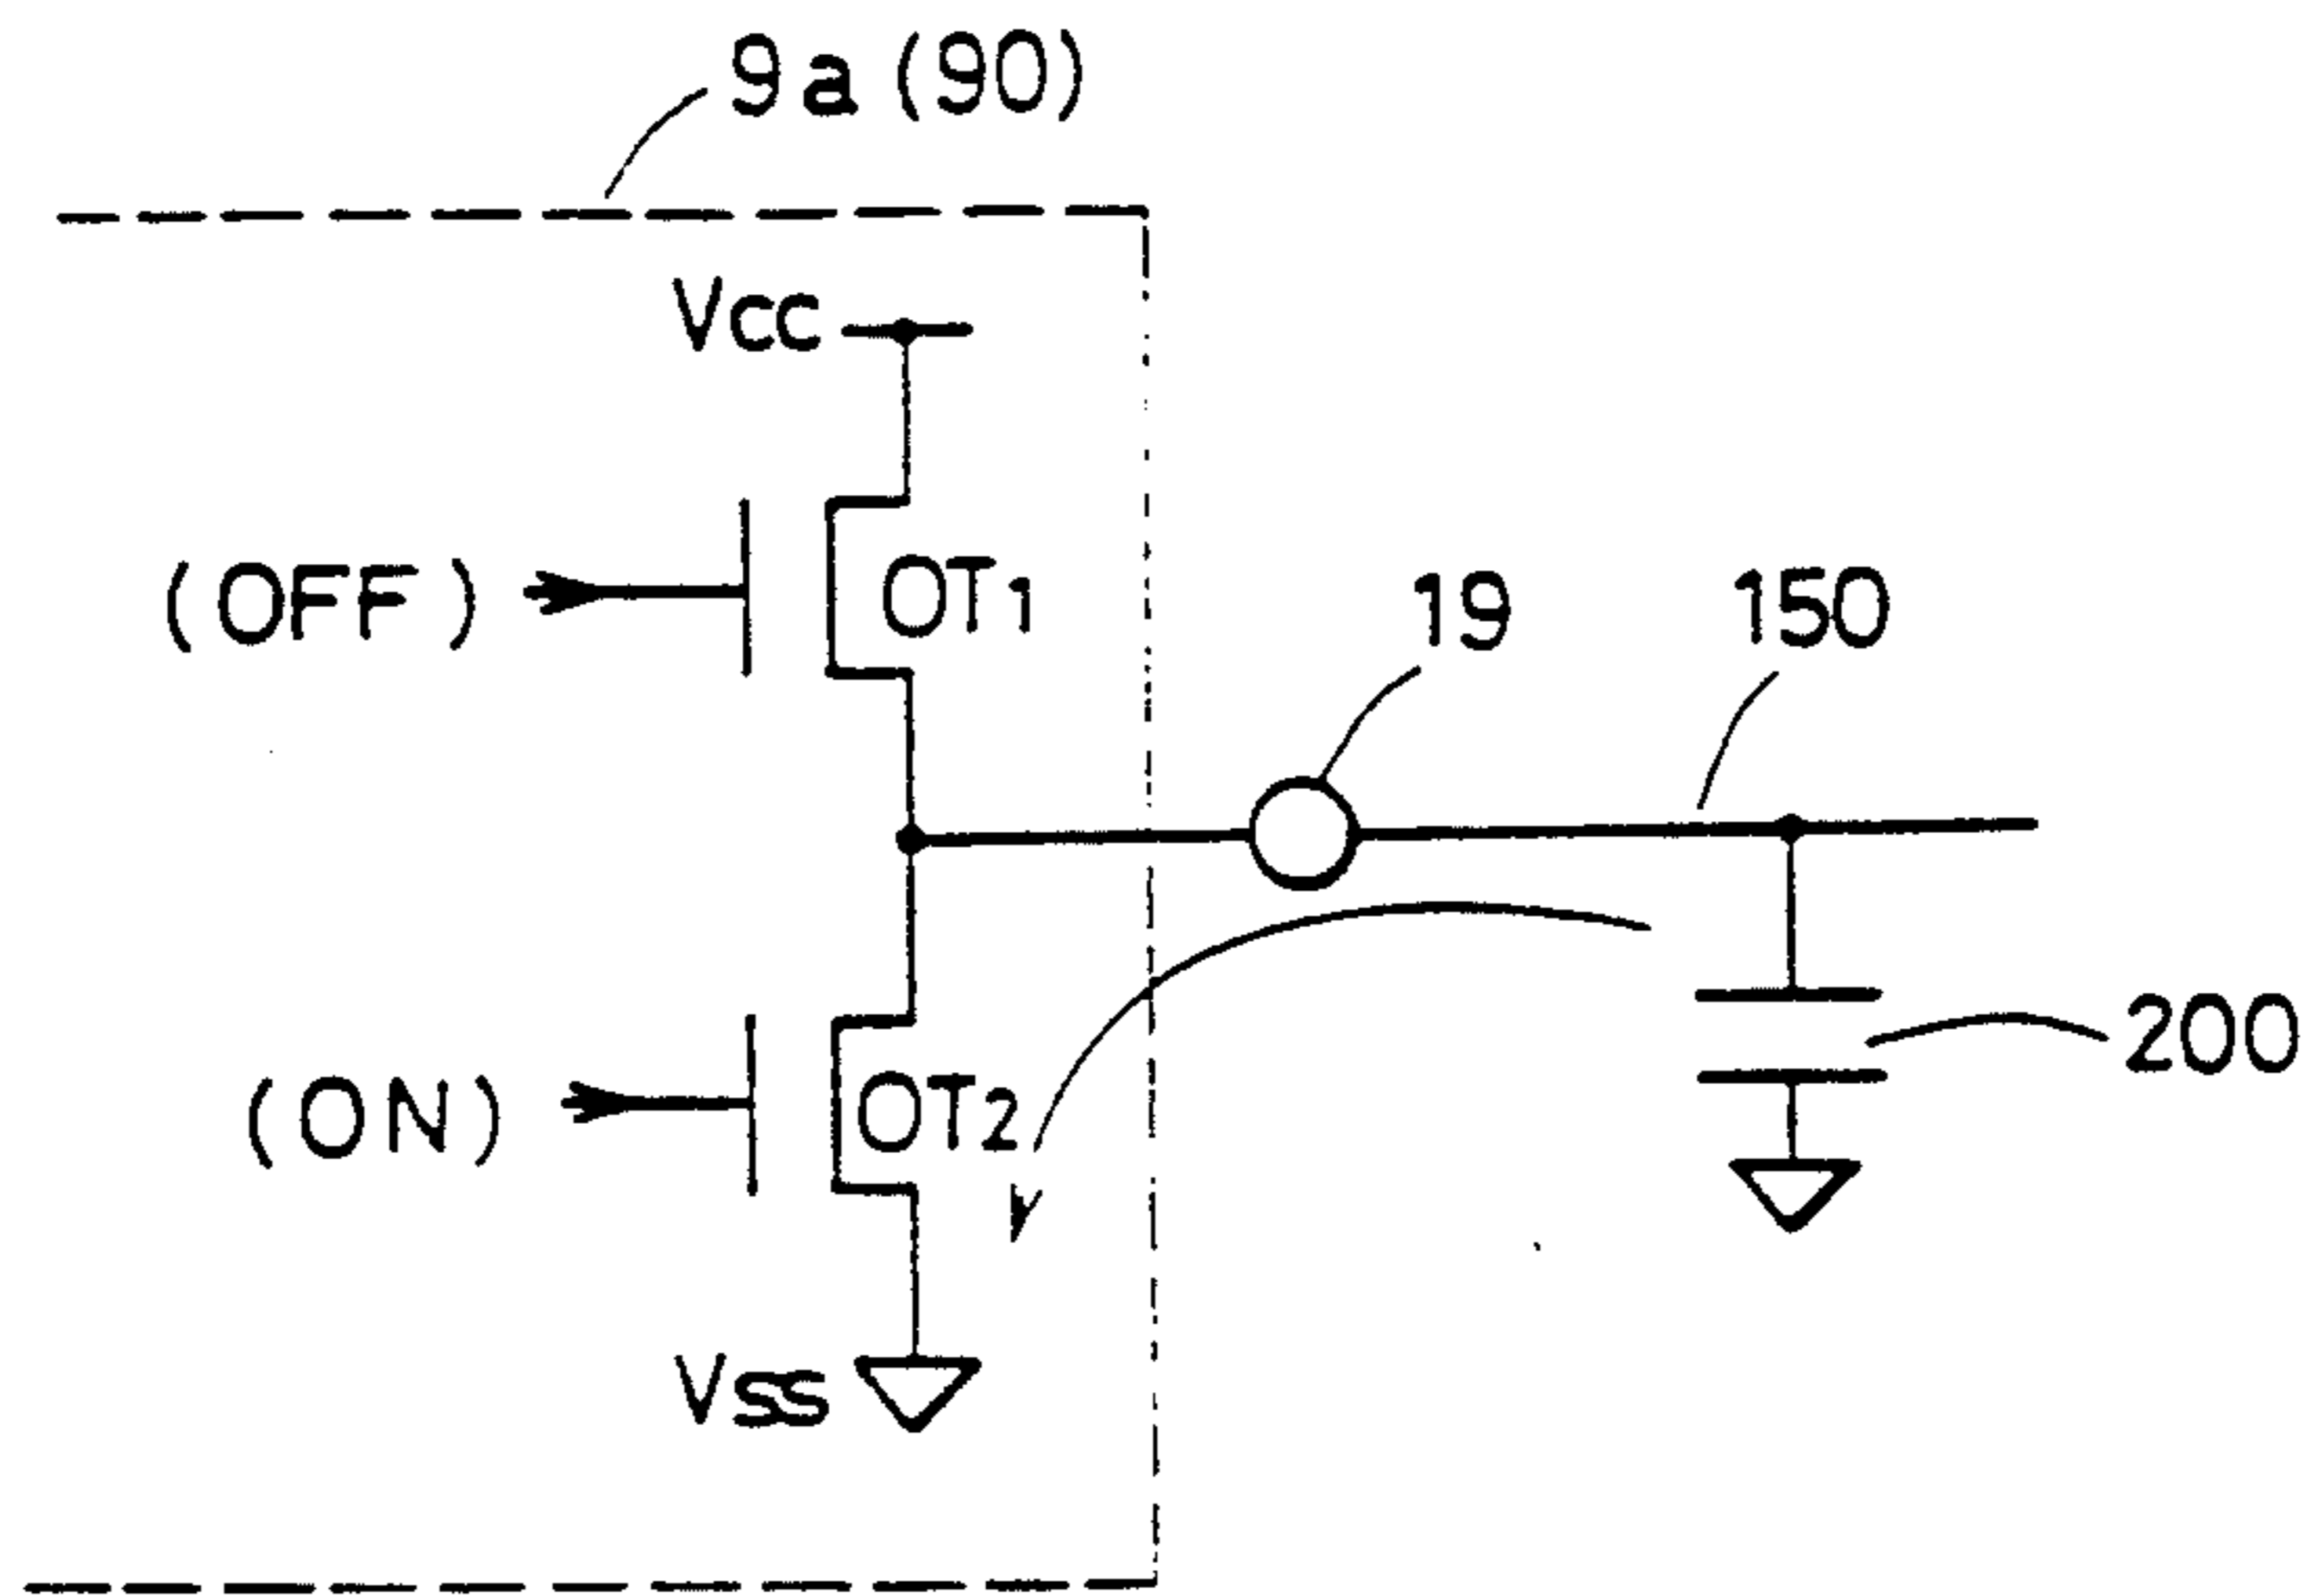 9a (90)
Vcc
(OFF)
OT1
19
150
(ON)
OT2
200
Vss